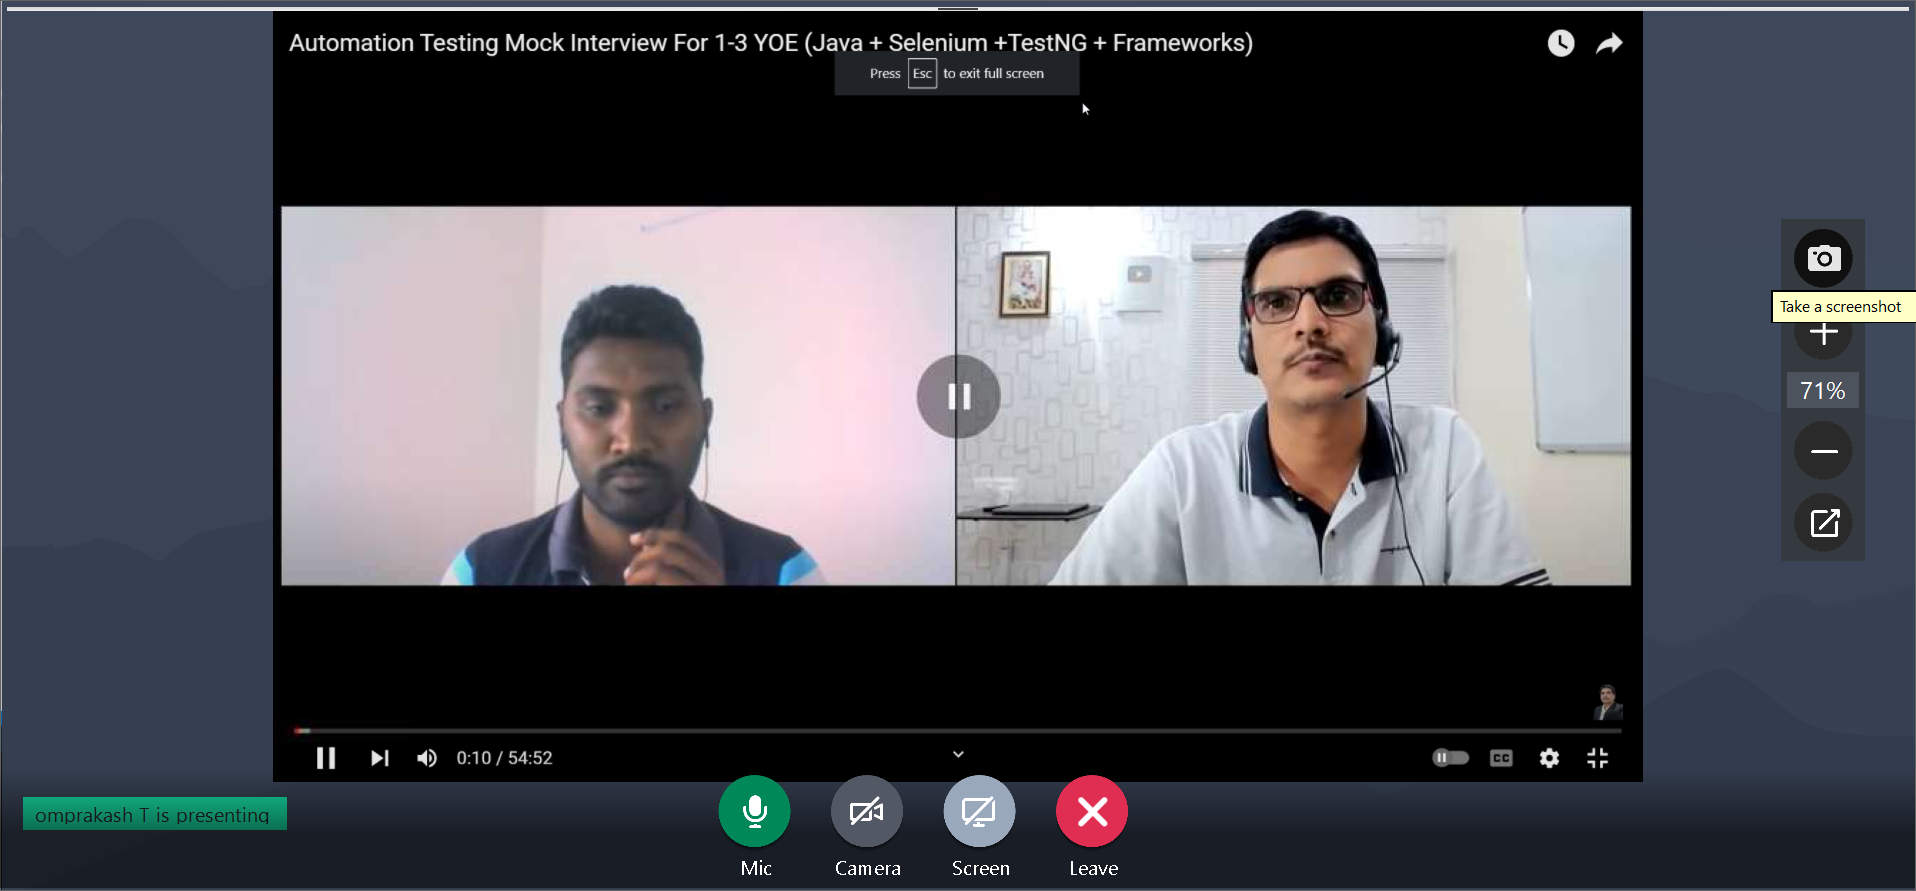 Automation Testing Mock Interview For 1-3 YOE (Java + Selenium +TestNG + Frameworks)
Press Esc to exit full screen
Take a screenshot
71%
0:10 / 54:52
CC
omprakash T is presenting
Mic
Camera
Screen
Leave